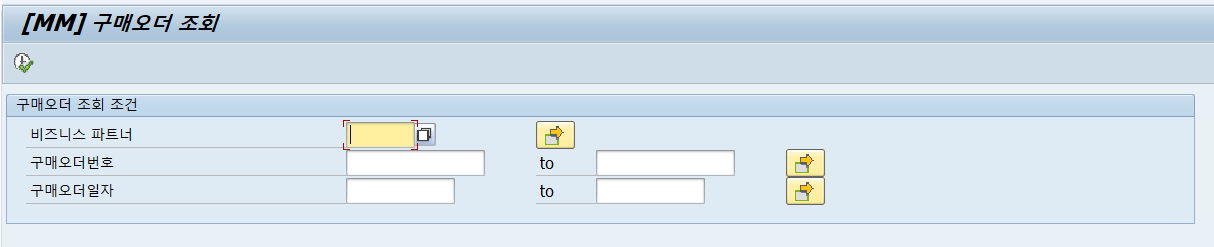 [MM] 구매오더 조회
구매오더 조회 조건
비즈니스 파트너
구매오더번호 to
구매오더일자 to